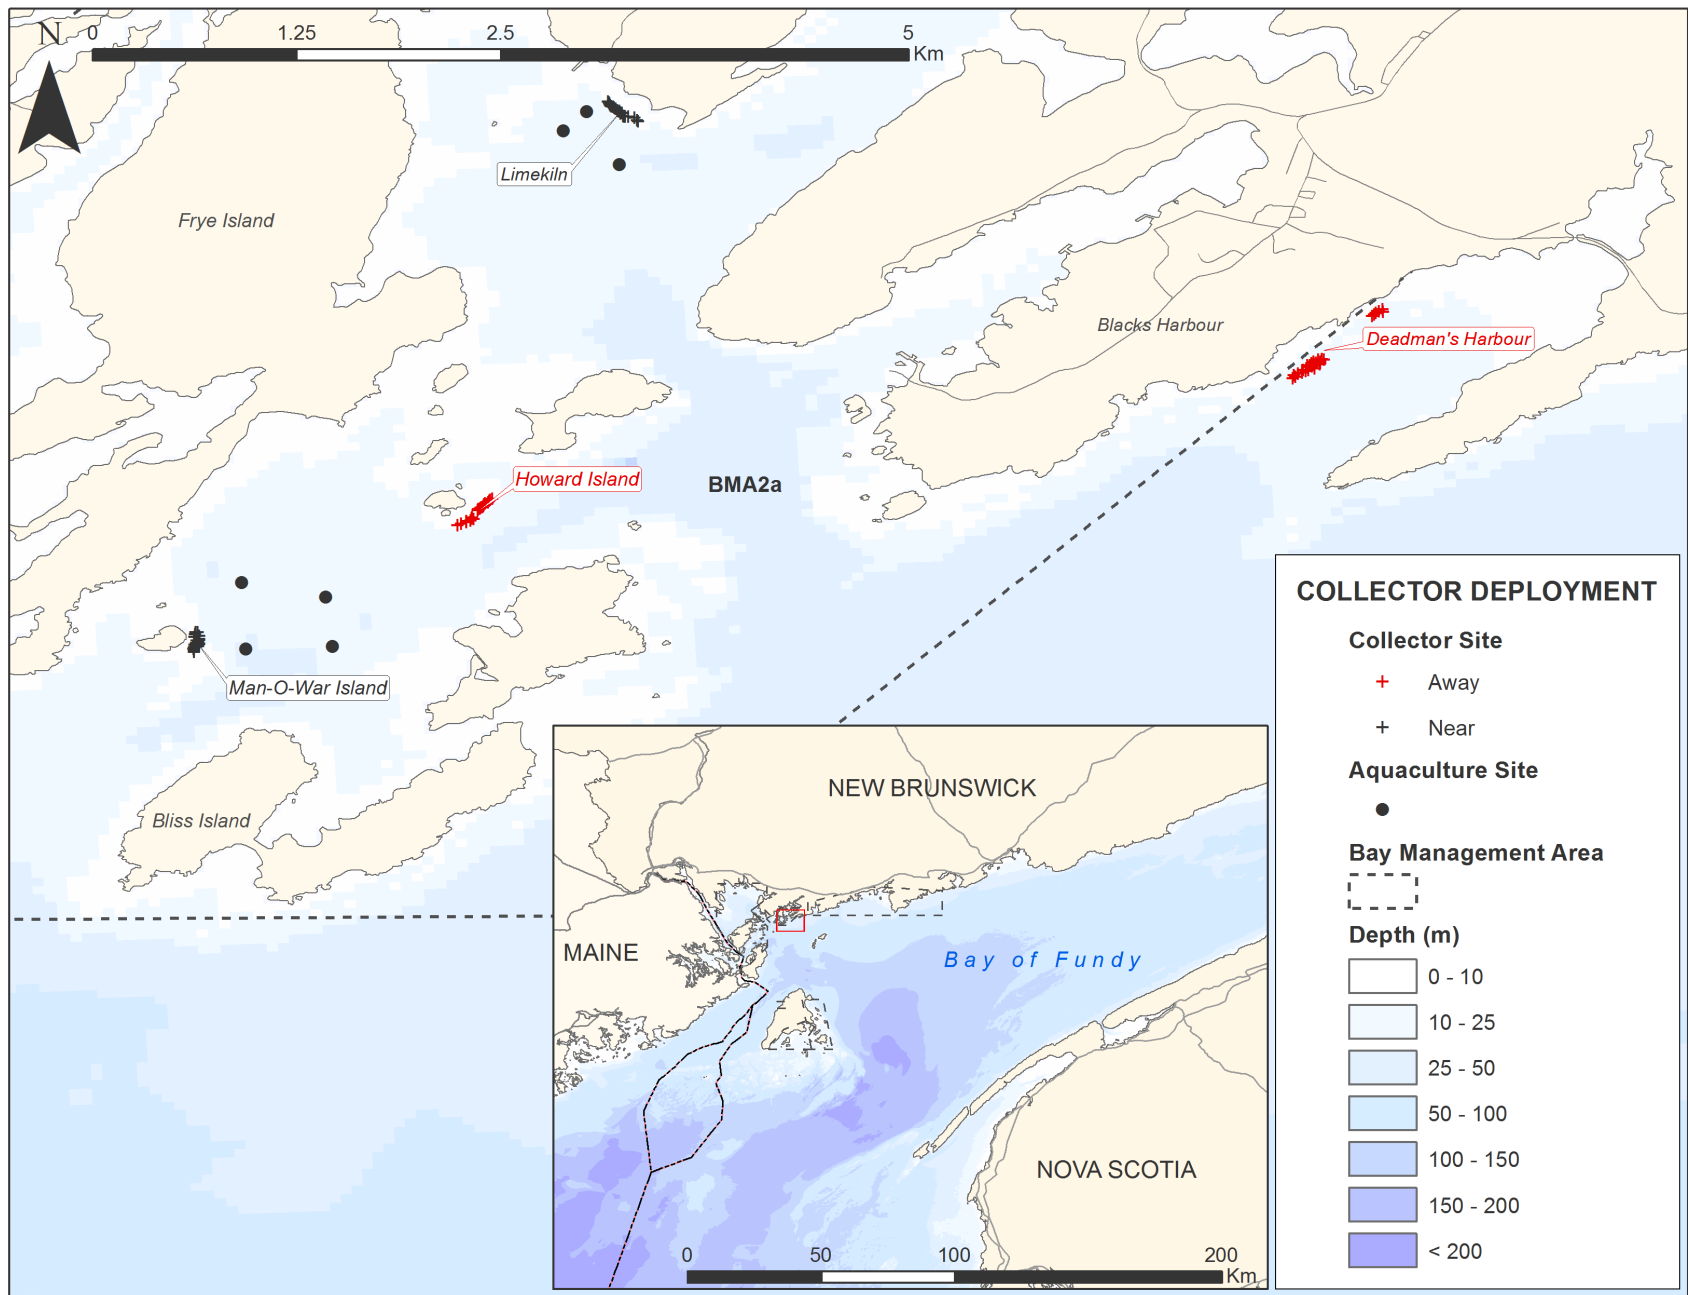 N
0 1.25 2.5 5
Km
Limekiln
Frye Island
Blacks Harbour
Deadman's Harbour
Howard Island
BMA2a
Man-O-War Island
Bliss Island
COLLECTOR DEPLOYMENT
Collector Site
Away
Near
Aquaculture Site
Bay Management Area
Depth (m)
0 - 10
10 - 25
25 - 50
50 - 100
100 - 150
150 - 200
< 200
NEW BRUNSWICK
MAINE
Bay of Fundy
NOVA SCOTIA
0 50 100 200
Km